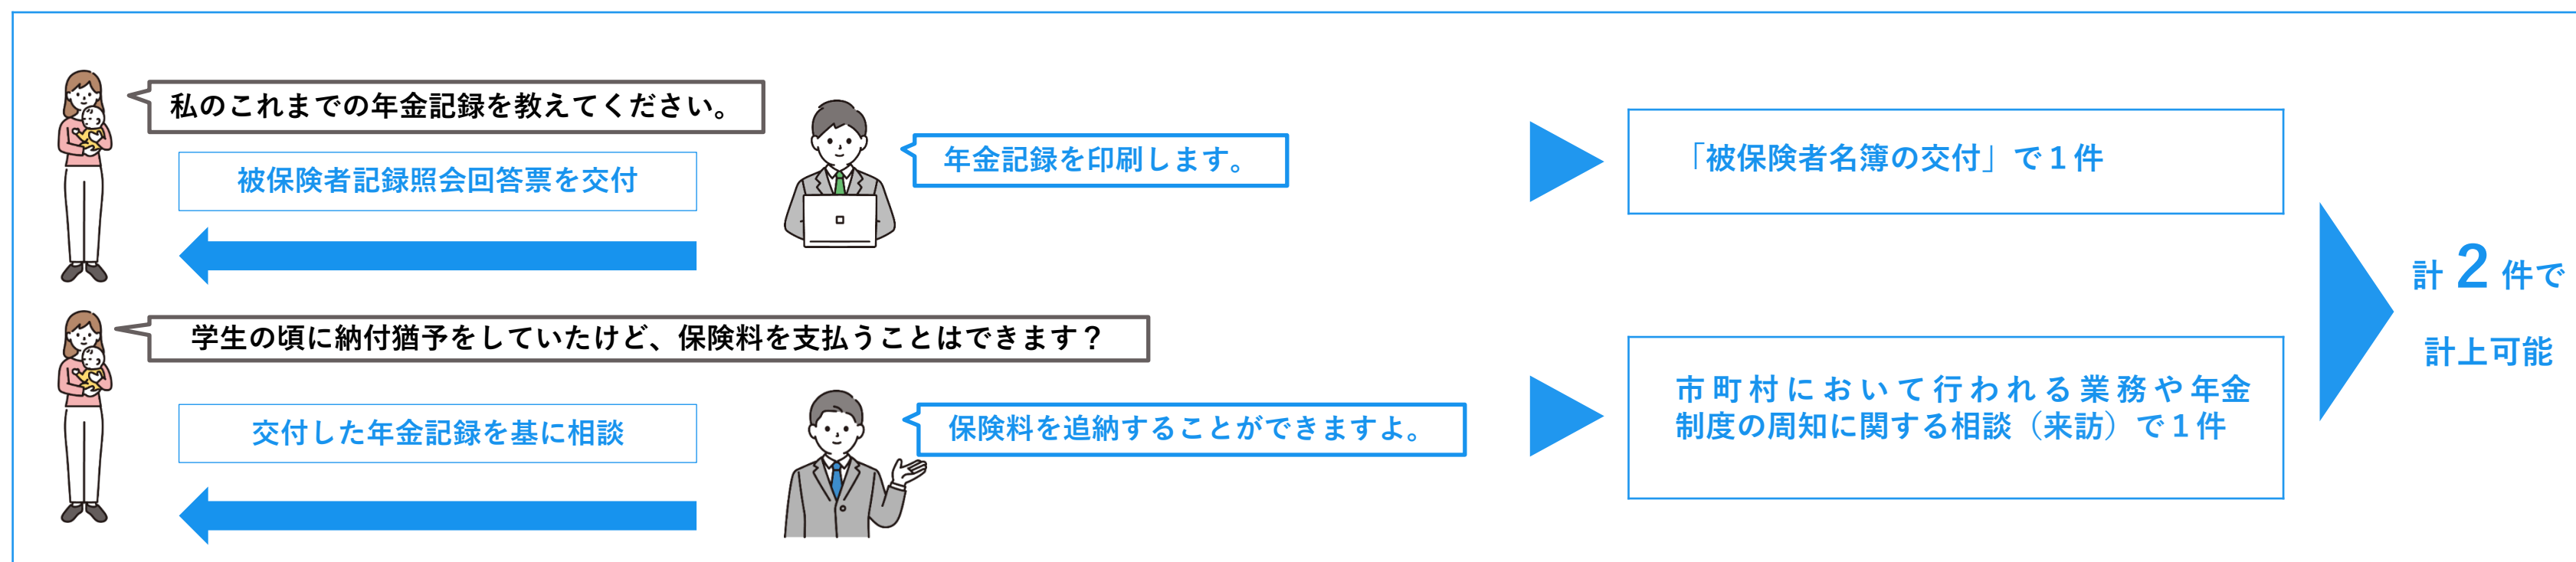 私のこれまでの年金記録を教えてください。
被保険者記録照会回答票を交付
年金記録を印刷します。
「被保険者名簿の交付」で１件
学生の頃に納付猶予をしていたけど、保険料を支払うことはできます？
交付した年金記録を基に相談
保険料を追納することができますよ。
市町村において行われる業務や年金
制度の周知に関する相談（来訪）で１件
計 2 件で
計上可能